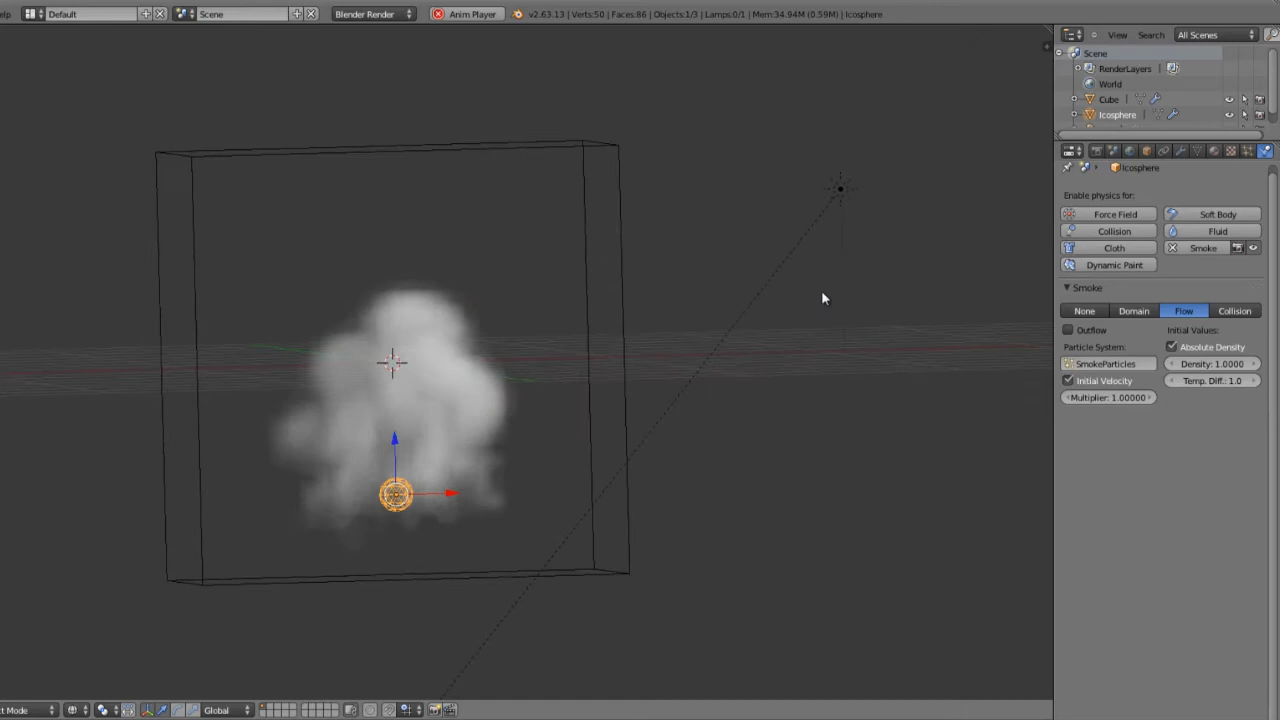 elp Default Scene Blender Render Anim Player v2.63.13 | Verts:50 | Faces:86 | Objects:1/3 | Lamps:0/1 | Mem:34.94M (0.59M) | Icosphere
View Search All Scenes
Scene
RenderLayers |
World
Cube |
Icosphere |
Icosphere
Enable physics for:
Force Field Soft Body
Collision Fluid
Cloth Smoke
Dynamic Paint
Smoke
None Domain Flow Collision
Outflow Initial Values:
Particle System: Absolute Density
SmokeParticles Density: 1.0000
Initial Velocity Temp. Diff.: 1.0
Multiplier: 1.00000
ct Mode Global